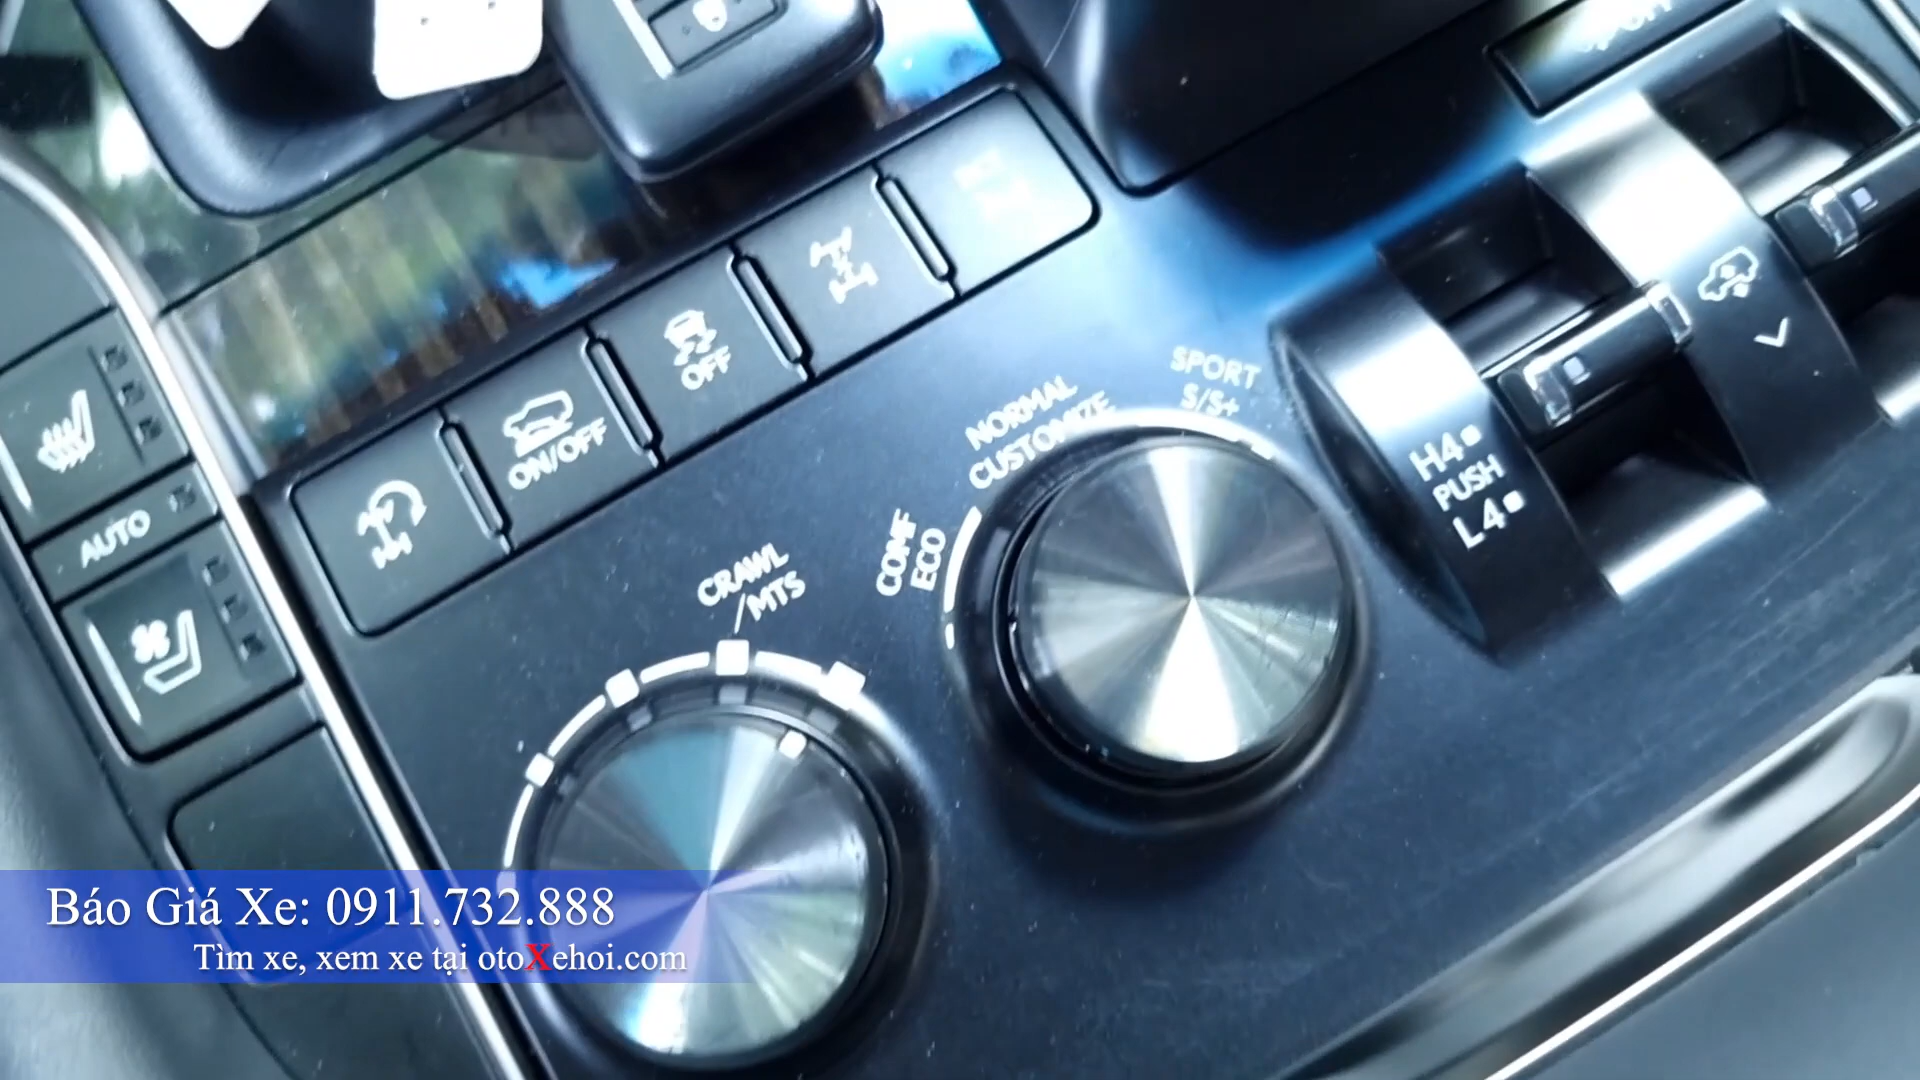 OFF
ON/OFF
AUTO
SPORT
S/S+
NORMAL
CUSTOMIZE
COMF
ECO
CRAWL
/MTS
H4
PUSH
L4
Báo Giá Xe: 0911.732.888
Tìm xe, xem xe tại otoXehoi.com